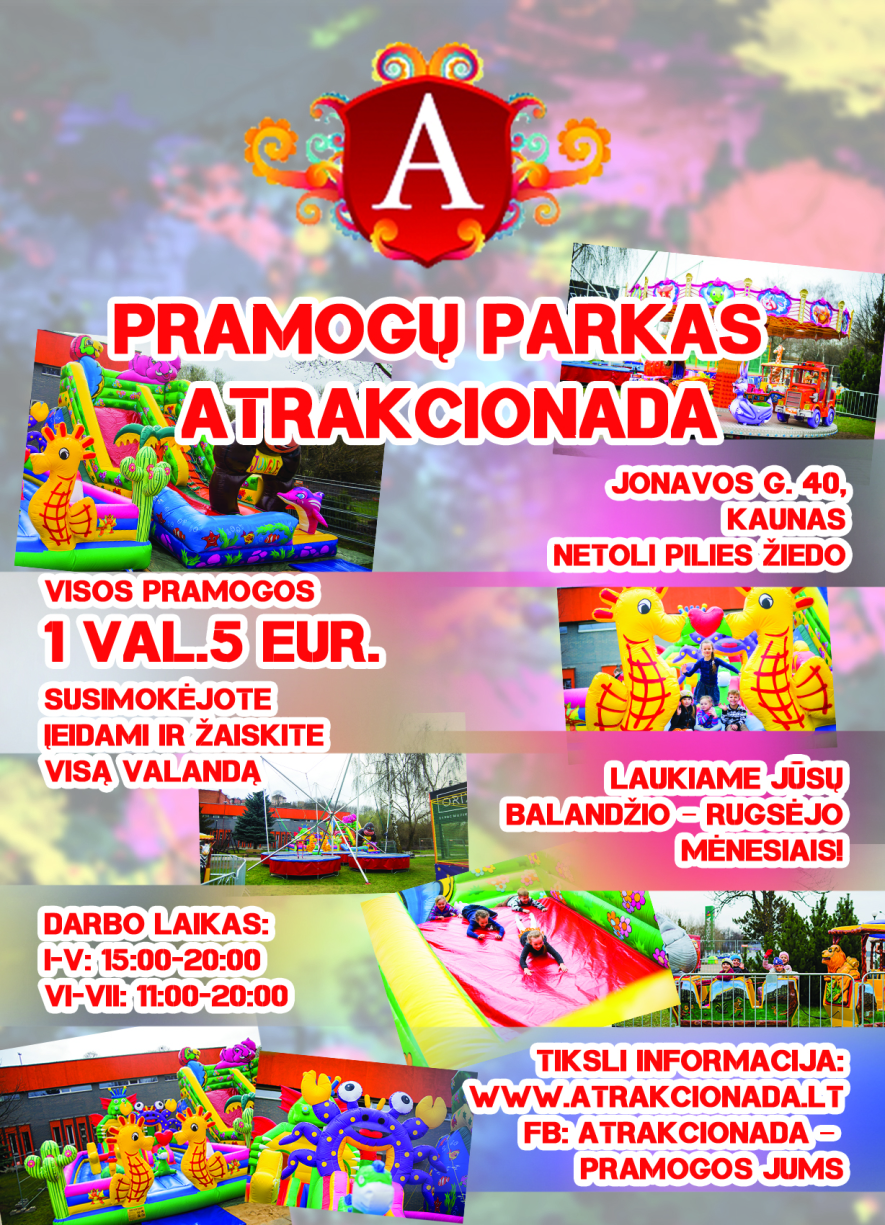 A
PRAMOGŲ PARKAS
ATRAKCIONADA
JONAVOS G. 40,
KAUNAS
NETOLI PILIES ŽIEDO
VISOS PRAMOGOS
1 VAL.5 EUR.
SUSIMOKĖJOTE
ĮEIDAMI IR ŽAISKITE
VISĄ VALANDĄ
LAUKIAME JŪSŲ
BALANDŽIO – RUGSĖJO
MĖNESIAIS!
DARBO LAIKAS:
I-V: 15:00-20:00
VI-VII: 11:00-20:00
TIKSLI INFORMACIJA:
WWW.ATRAKCIONADA.LT
FB: ATRAKCIONADA –
PRAMOGOS JUMS